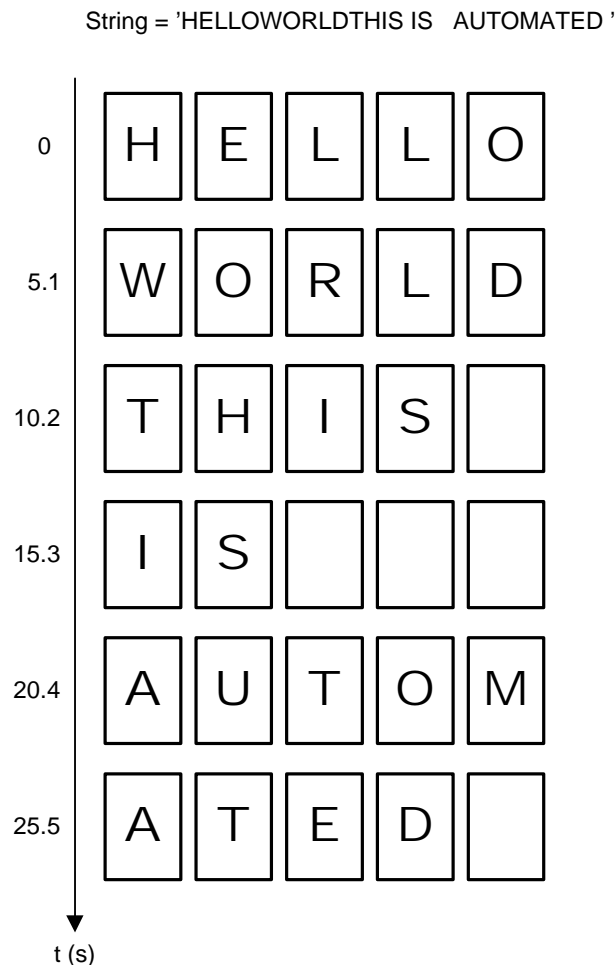 String = 'HELLOWORLDTHIS IS   AUTOMATED '
0 H E L L O
5.1 W O R L D
10.2 T H I S
15.3 I S
20.4 A U T O M
25.5 A T E D
t (s)